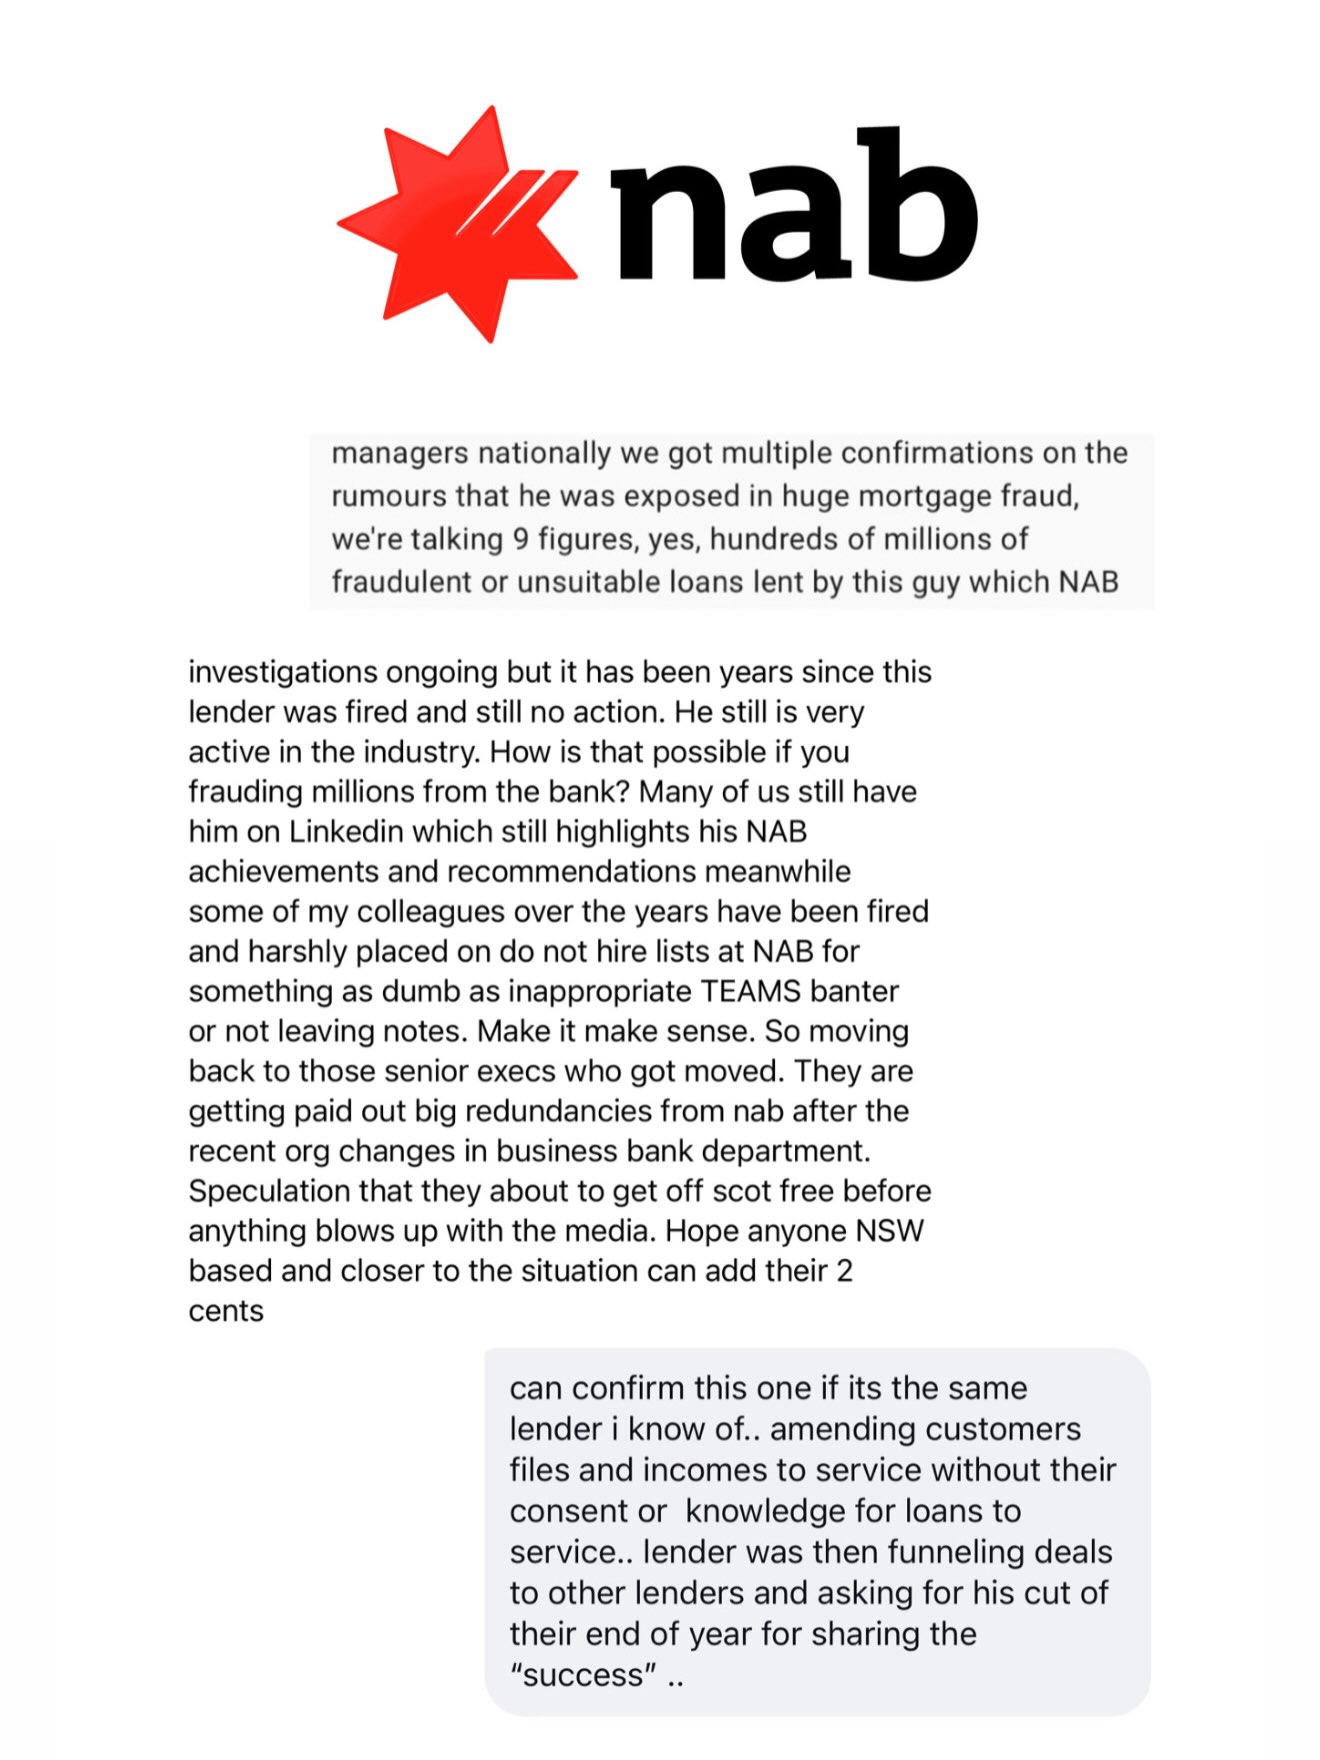 nab
managers nationally we got multiple confirmations on the
rumours that he was exposed in huge mortgage fraud,
we're talking 9 figures, yes, hundreds of millions of
fraudulent or unsuitable loans lent by this guy which NAB
investigations ongoing but it has been years since this
lender was fired and still no action. He still is very
active in the industry. How is that possible if you
frauding millions from the bank? Many of us still have
him on Linkedin which still highlights his NAB
achievements and recommendations meanwhile
some of my colleagues over the years have been fired
and harshly placed on do not hire lists at NAB for
something as dumb as inappropriate TEAMS banter
or not leaving notes. Make it make sense. So moving
back to those senior execs who got moved. They are
getting paid out big redundancies from nab after the
recent org changes in business bank department.
Speculation that they about to get off scot free before
anything blows up with the media. Hope anyone NSW
based and closer to the situation can add their 2
cents
can confirm this one if its the same
lender i know of.. amending customers
files and incomes to service without their
consent or  knowledge for loans to
service.. lender was then funneling deals
to other lenders and asking for his cut of
their end of year for sharing the
“success” ..